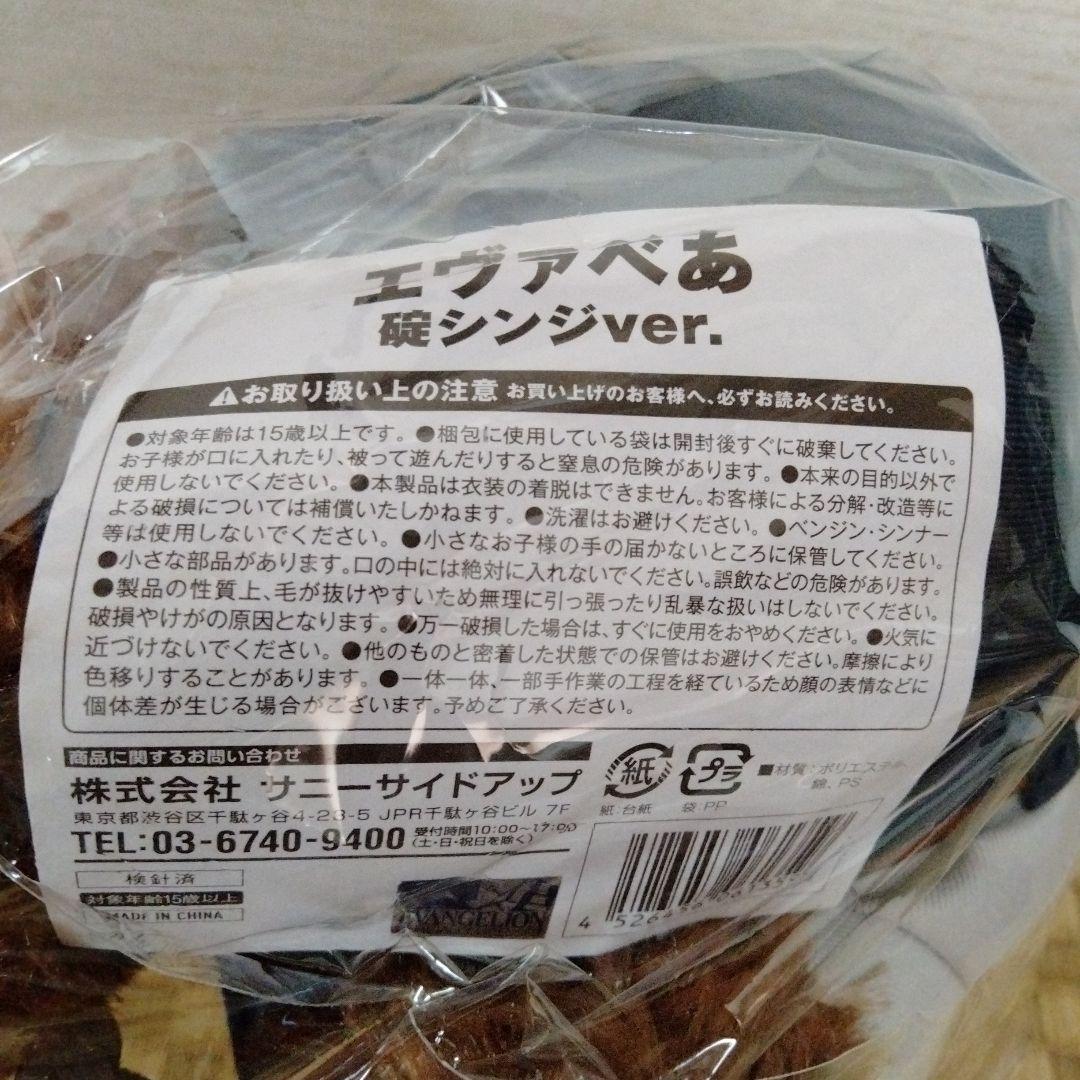 エヴァべあ
碇シンジver.
⚠お取り扱い上の注意 お買い上げのお客様へ、必ずお読みください。
●対象年齢は15歳以上です。●梱包に使用している袋は開封後すぐに破棄してください。
お子様が口に入れたり、被って遊んだりすると窒息の危険があります。●本来の目的以外で
使用しないでください。●本製品は衣装の着脱はできません。お客様による分解・改造等に
よる破損については補償いたしかねます。●洗濯はお避けください。●ベンジン・シンナー
等は使用しないでください。●小さなお子様の手の届かないところに保管してください。
●小さな部品があります。口の中には絶対に入れないでください。誤飲などの危険があります。
●製品の性質上、毛が抜けやすいため無理に引っ張ったり乱暴な扱いはしないでください。
破損やけがの原因となります。●万一破損した場合は、すぐに使用をおやめください。●火気に
近づけないでください。●他のものと密着した状態での保管はお避けください。摩擦により
色移りすることがあります。●一体一体、一部手作業の工程を経ているため顔の表情などに
個体差が生じる場合がございます。予めご了承ください。
商品に関するお問い合わせ
株式会社 サニーサイドアップ
東京都渋谷区千駄ヶ谷4-23-5 JPR千駄ヶ谷ビル 7F
TEL:03-6740-9400 受付時間10:00〜17:00
(土・日・祝日を除く)
検針済
対象年齢15歳以上
MADE IN CHINA
EVANGELION
紙
プラ
紙:台紙 袋:PP
■材質:ポリエステル
綿、PS